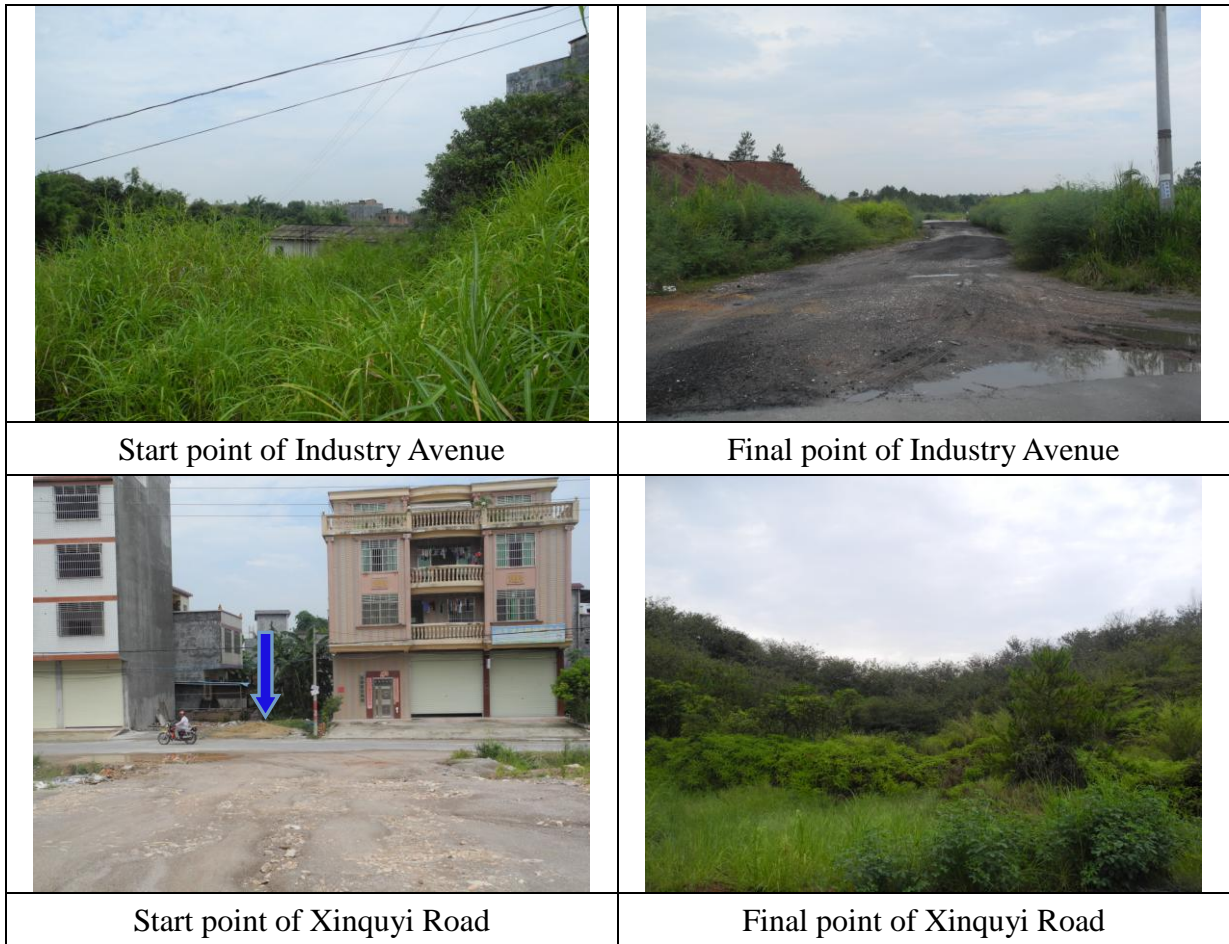 Start point of Industry Avenue
Final point of Industry Avenue
Start point of Xinquyi Road
Final point of Xinquyi Road